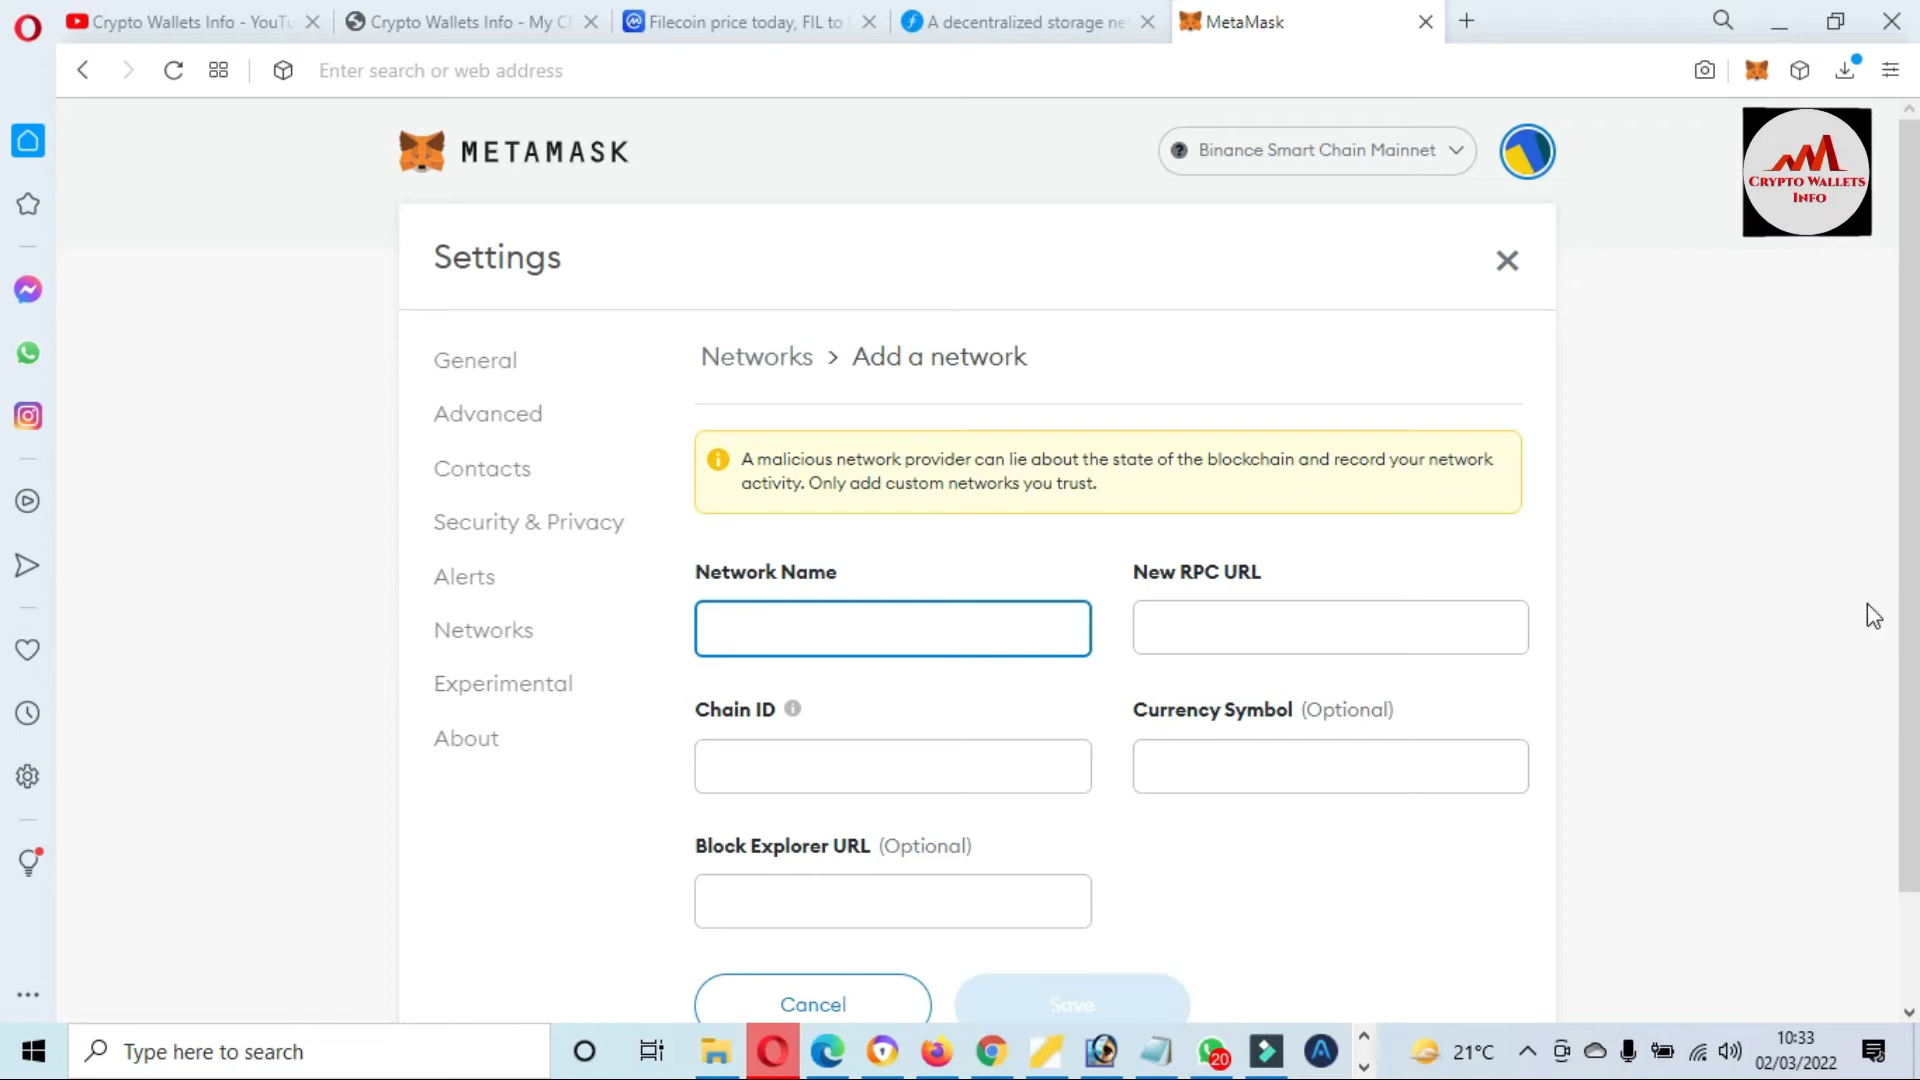 Crypto Wallets Info - YouTu
Crypto Wallets Info - My C
Filecoin price today, FIL to
A decentralized storage ne
MetaMask
Enter search or web address
METAMASK
Binance Smart Chain Mainnet
CRYPTO WALLETS
INFO
Settings
General
Advanced
Contacts
Security & Privacy
Alerts
Networks
Experimental
About
Networks > Add a network
A malicious network provider can lie about the state of the blockchain and record your network
activity. Only add custom networks you trust.
Network Name
New RPC URL
Chain ID
Currency Symbol (Optional)
Block Explorer URL (Optional)
Cancel
Save
Type here to search
20
21°C
10:33
02/03/2022